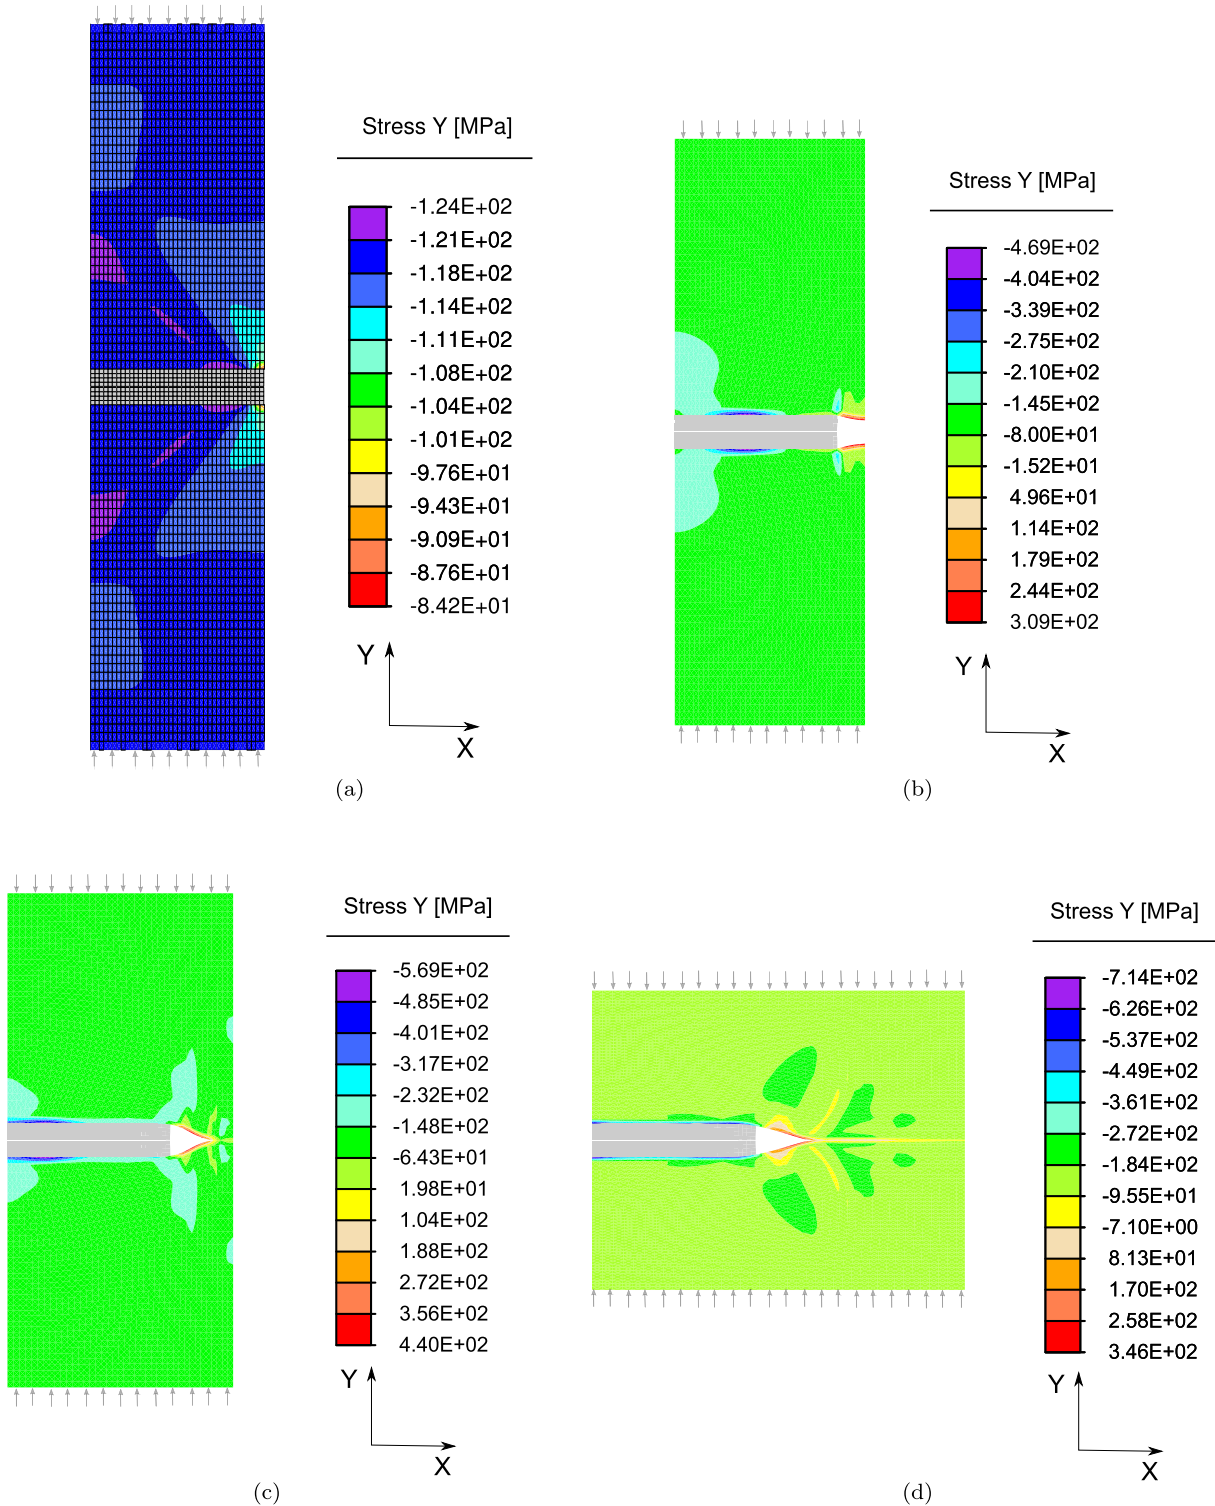 Stress Y [MPa]
-1.24E+02
-1.21E+02
-1.18E+02
-1.14E+02
-1.11E+02
-1.08E+02
-1.04E+02
-1.01E+02
-9.76E+01
-9.43E+01
-9.09E+01
-8.76E+01
-8.42E+01
Y
X
(a)
Stress Y [MPa]
-4.69E+02
-4.04E+02
-3.39E+02
-2.75E+02
-2.10E+02
-1.45E+02
-8.00E+01
-1.52E+01
4.96E+01
1.14E+02
1.79E+02
2.44E+02
3.09E+02
Y
X
(b)
Stress Y [MPa]
-5.69E+02
-4.85E+02
-4.01E+02
-3.17E+02
-2.32E+02
-1.48E+02
-6.43E+01
1.98E+01
1.04E+02
1.88E+02
2.72E+02
3.56E+02
4.40E+02
Y
X
(c)
Stress Y [MPa]
-7.14E+02
-6.26E+02
-5.37E+02
-4.49E+02
-3.61E+02
-2.72E+02
-1.84E+02
-9.55E+01
-7.10E+00
8.13E+01
1.70E+02
2.58E+02
3.46E+02
Y
X
(d)